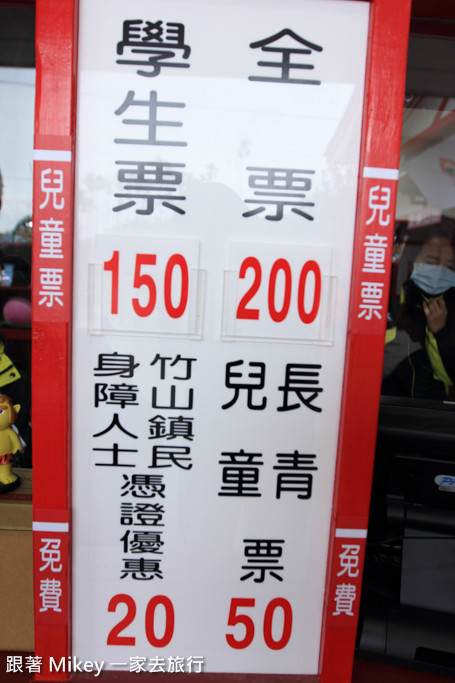 全票
200
長青
兒童
票
50
學生票
150
竹山鎮民
身障人士
憑證優惠
20
兒童票
免費
兒童票
免費
跟著 Mikey 一家去旅行